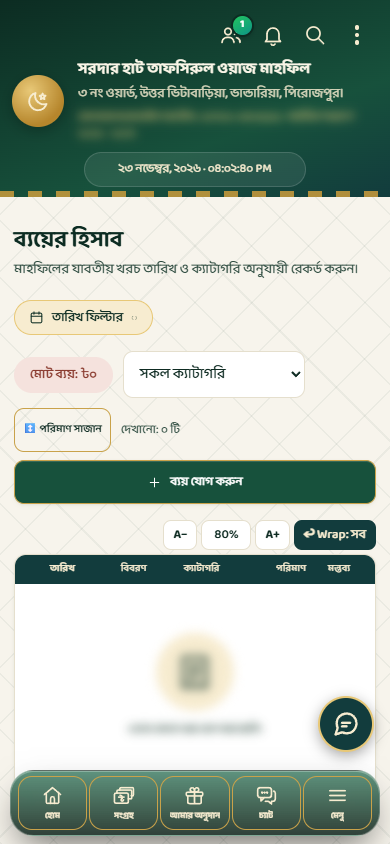 1
সরদার হাট তাফসিরুল ওয়াজ মাহফিল
৩ নং ওয়ার্ড, উত্তর ভিটাবাড়িয়া, ভান্ডারিয়া, পিরোজপুর।
২৩ নভেম্বর, ২০২৬ · ০৪:০২:৪০ PM
ব্যয়ের হিসাব
মাহফিলের যাবতীয় খরচ তারিখ ও ক্যাটাগরি অনুযায়ী রেকর্ড করুন।
তারিখ ফিল্টার
মোট ব্যয়: ৳০ সকল ক্যাটাগরি
পরিমাণ সাজান দেখানো: ০ টি
+ ব্যয় যোগ করুন
A− 80% A+ ↩ Wrap: সব
তারিখ বিবরণ ক্যাটাগরি পরিমাণ মন্তব্য
হোম সংগ্রহ আমার অনুদান চ্যাট মেনু